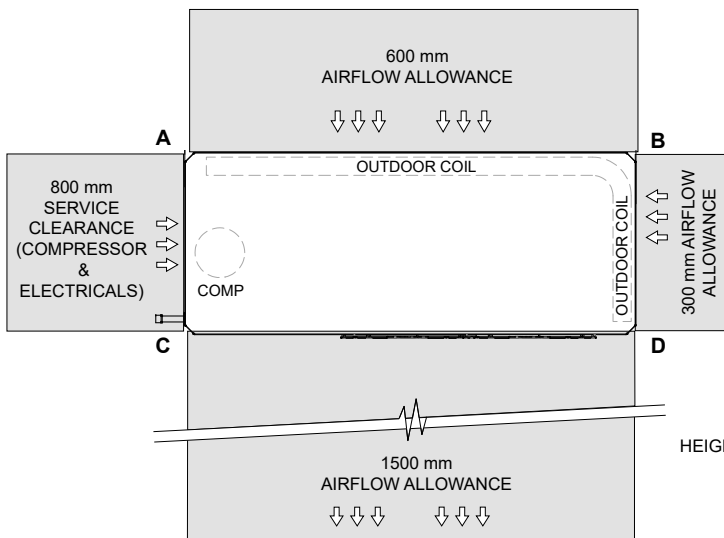 600 mm
AIRFLOW ALLOWANCE
A
B
OUTDOOR COIL
800 mm
SERVICE
CLEARANCE
(COMPRESSOR
&
ELECTRICALS)
COMP
OUTDOOR COIL
300 mm AIRFLOW
ALLOWANCE
C
D
1500 mm
AIRFLOW ALLOWANCE